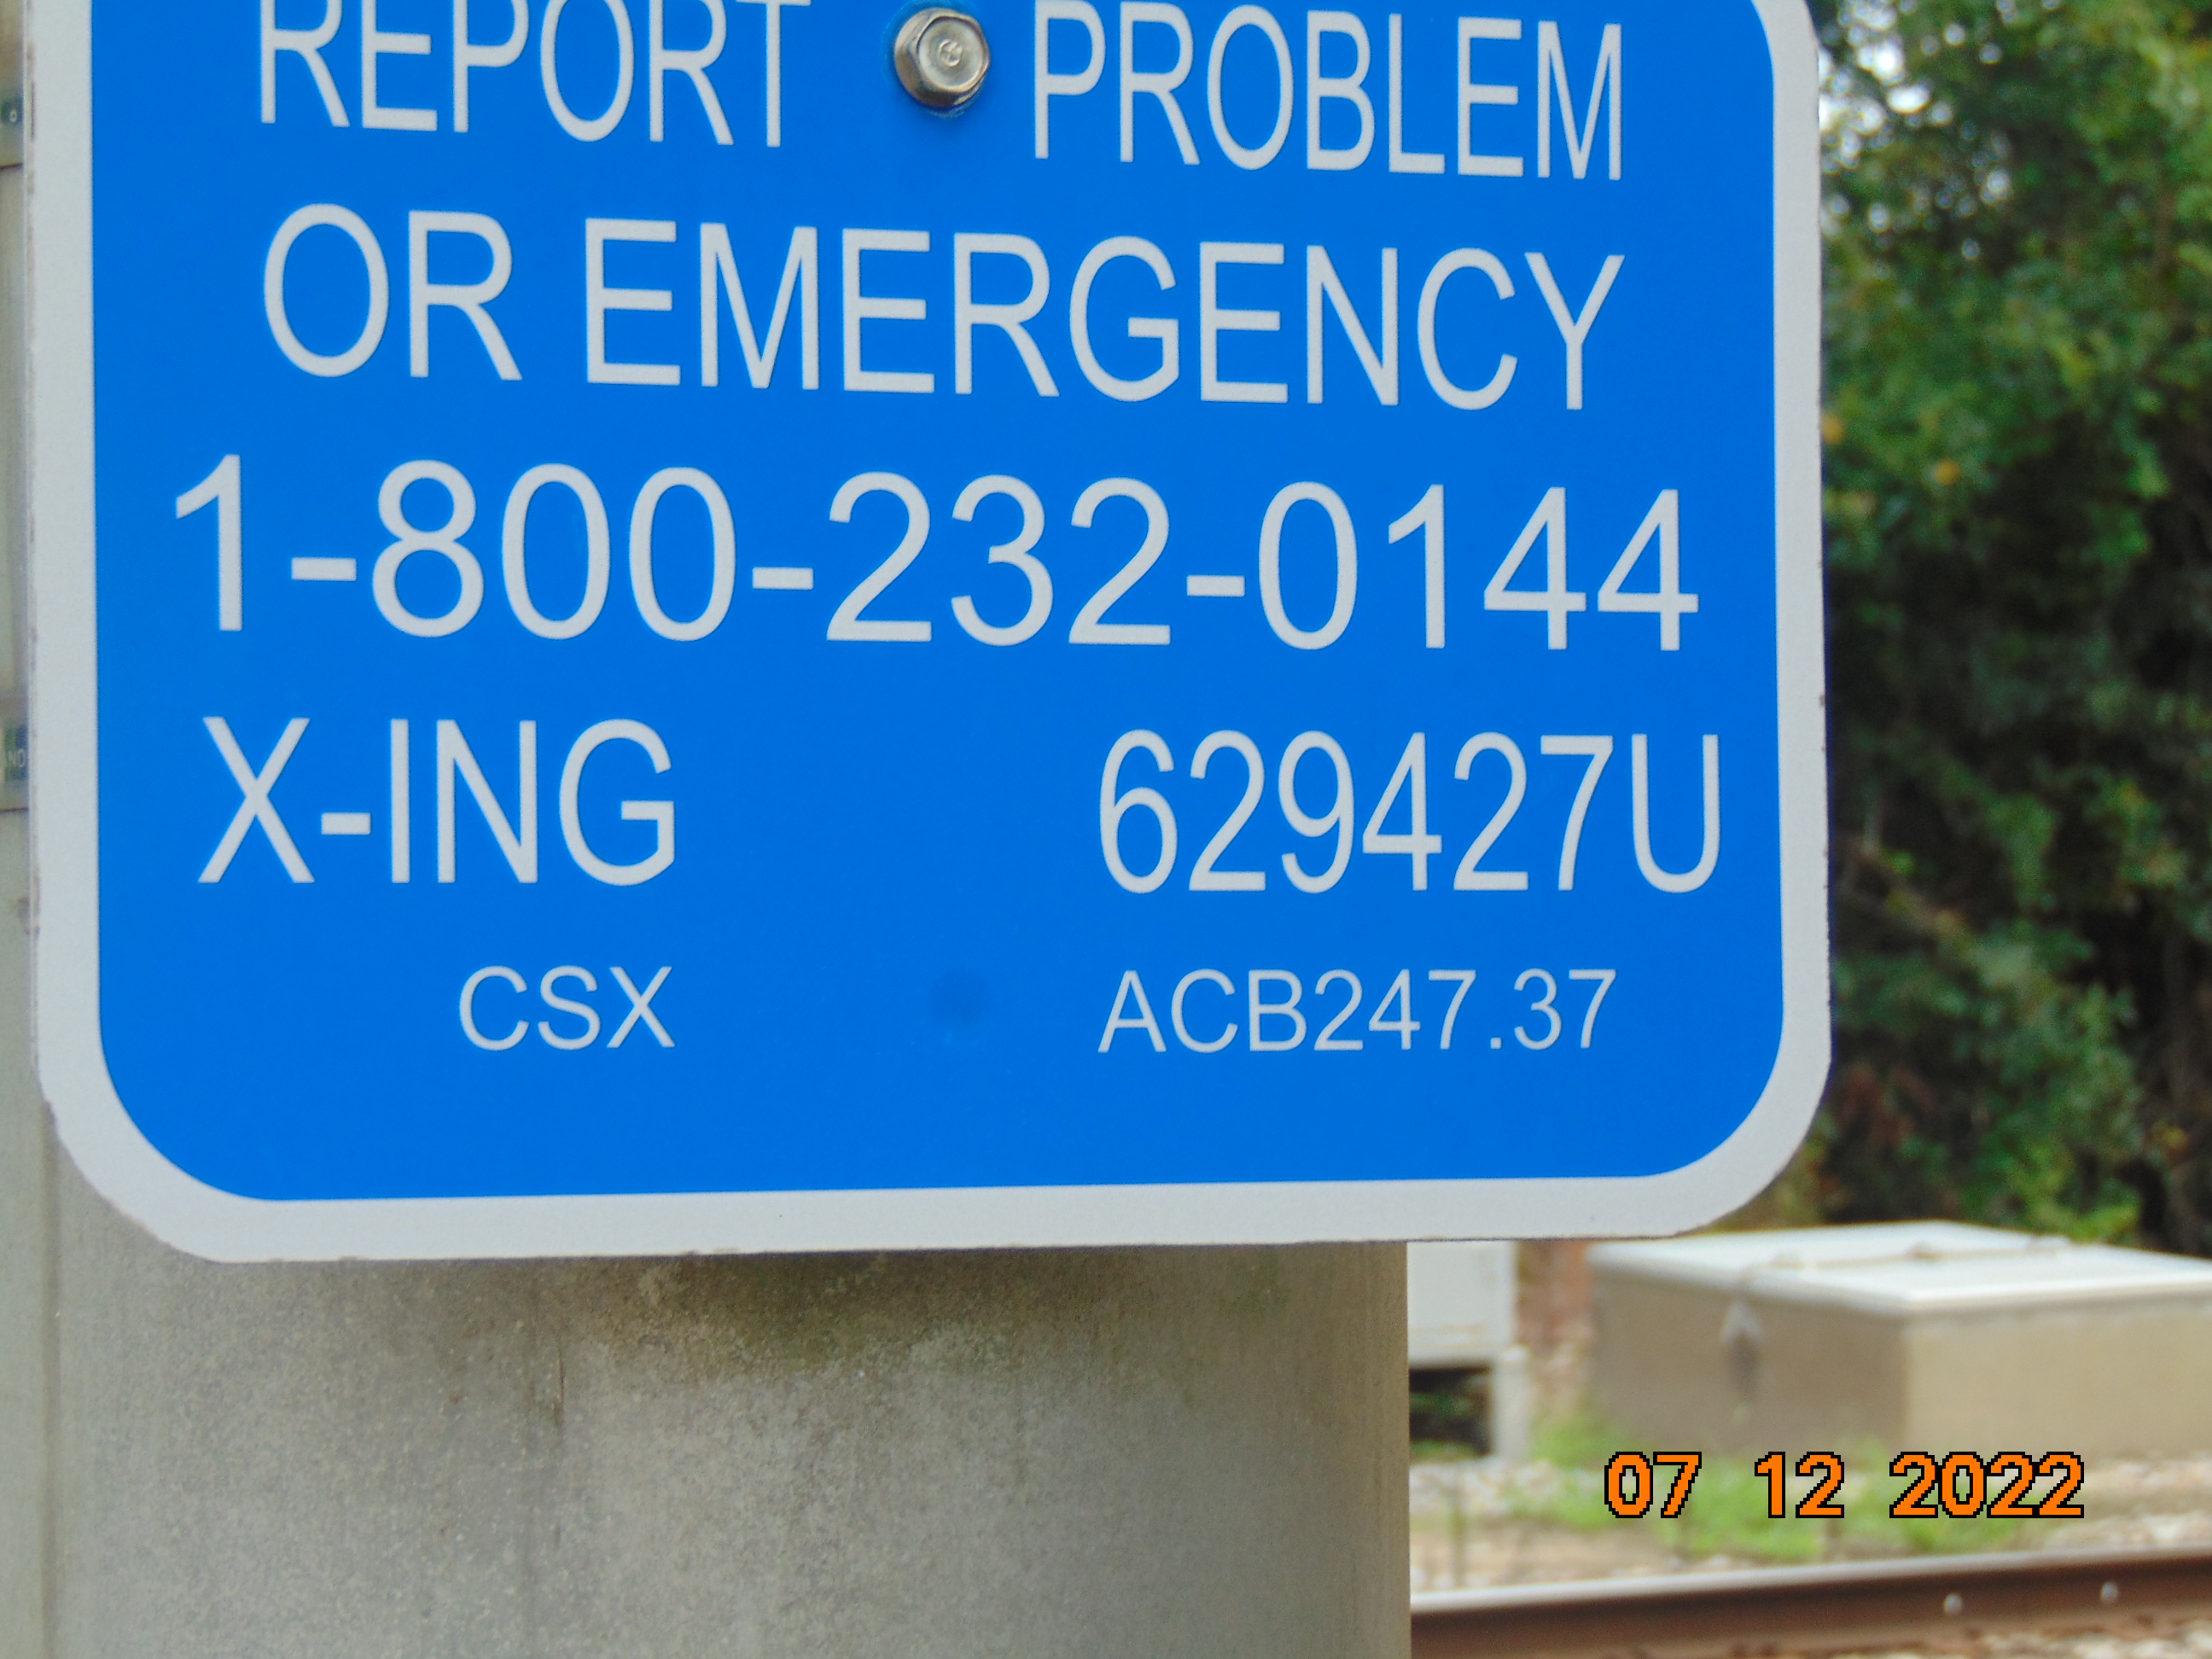 REPORT PROBLEM
OR EMERGENCY
1-800-232-0144
X-ING 629427U
CSX ACB247.37
07 12 2022